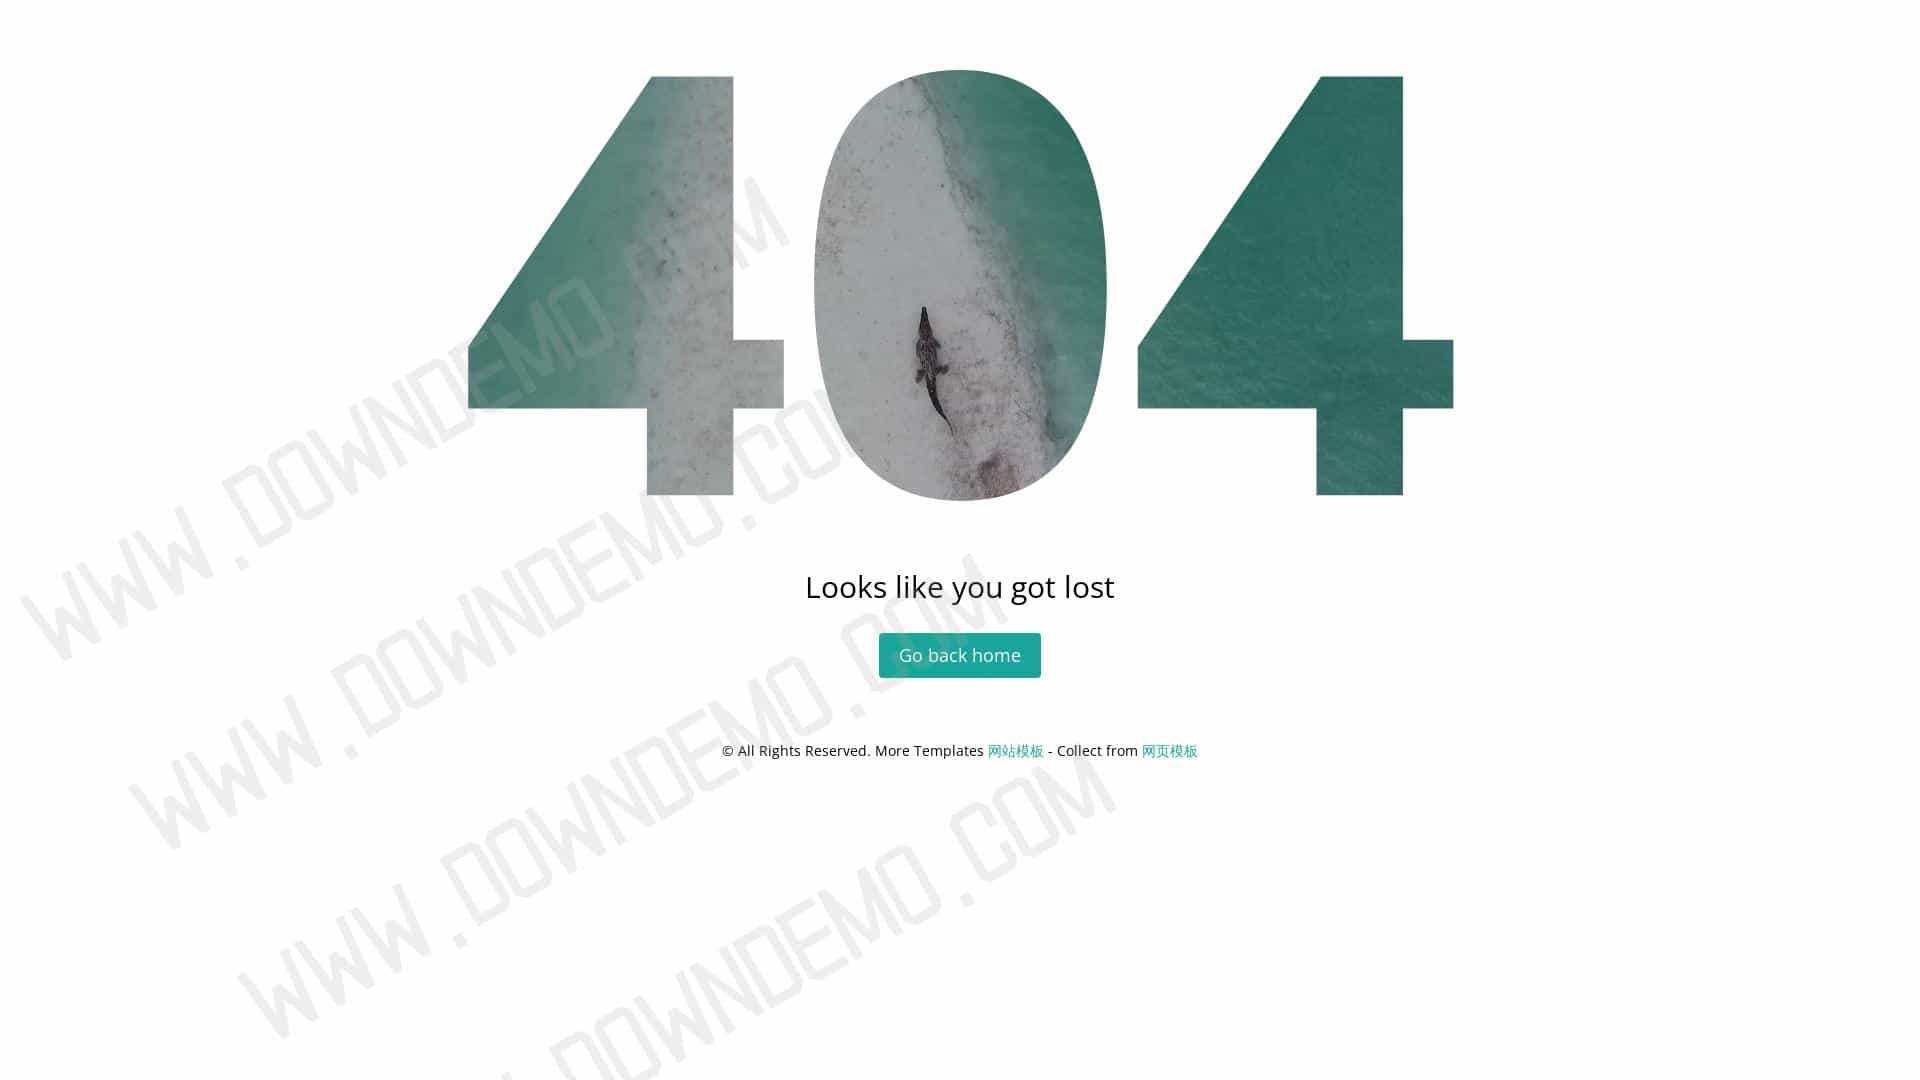 404
WWW.DOWNDEMO.COM
WWW.DOWNDEMO.COM
Looks like you got lost
Go back home
WWW.DOWNDEMO.COM
© All Rights Reserved. More Templates 网站模板 - Collect from 网页模板
DOWNDEMO.COM